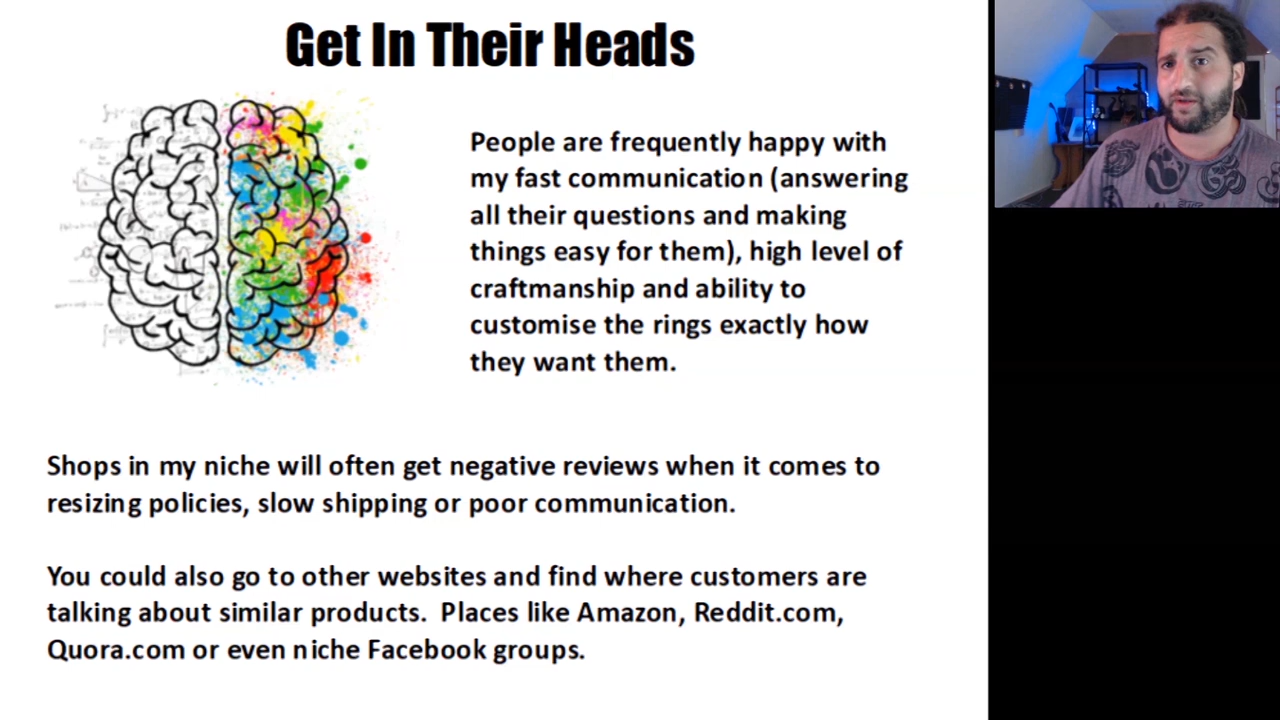 Get In Their Heads
People are frequently happy with
my fast communication (answering
all their questions and making
things easy for them), high level of
craftmanship and ability to
customise the rings exactly how
they want them.
Shops in my niche will often get negative reviews when it comes to
resizing policies, slow shipping or poor communication.
You could also go to other websites and find where customers are
talking about similar products.  Places like Amazon, Reddit.com,
Quora.com or even niche Facebook groups.